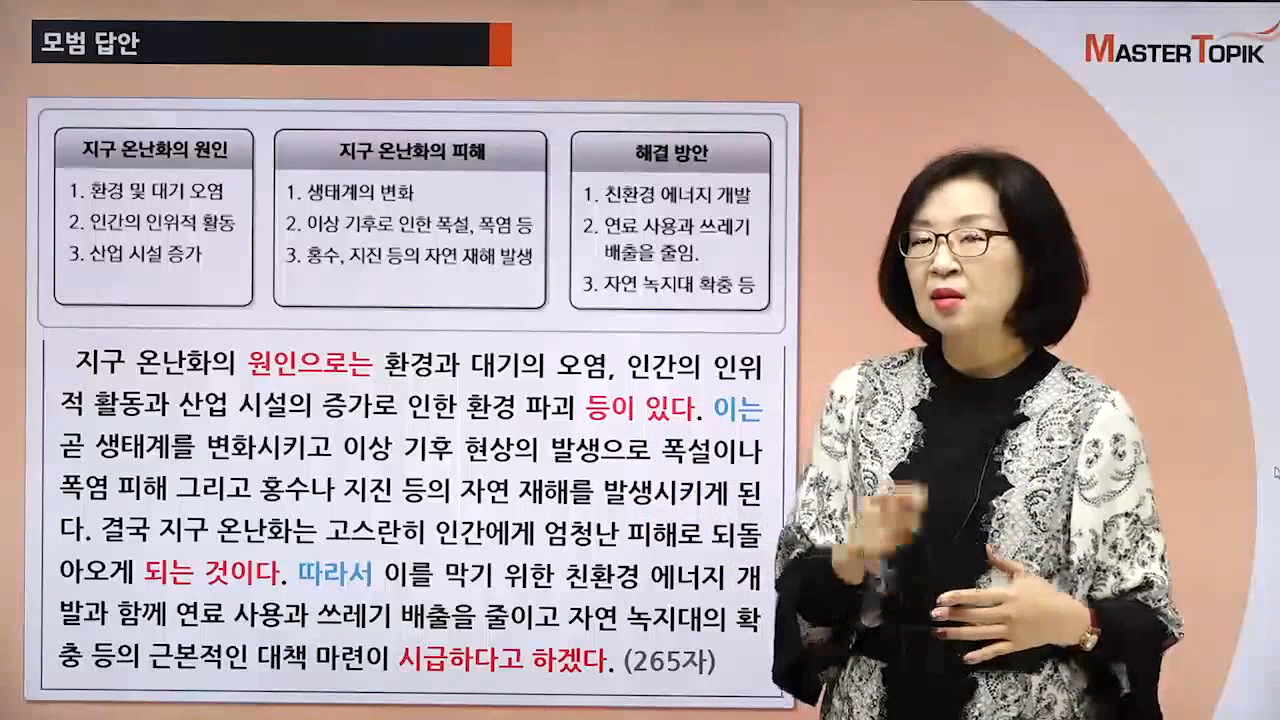 모범 답안
MASTER TOPIK
지구 온난화의 원인
1. 환경 및 대기 오염
2. 인간의 인위적 활동
3. 산업 시설 증가
지구 온난화의 피해
1. 생태계의 변화
2. 이상 기후로 인한 폭설, 폭염 등
3. 홍수, 지진 등의 자연 재해 발생
해결 방안
1. 친환경 에너지 개발
2. 연료 사용과 쓰레기
배출을 줄임.
3. 자연 녹지대 확충 등
지구 온난화의 원인으로는 환경과 대기의 오염, 인간의 인위
적 활동과 산업 시설의 증가로 인한 환경 파괴 등이 있다. 이는
곧 생태계를 변화시키고 이상 기후 현상의 발생으로 폭설이나
폭염 피해 그리고 홍수나 지진 등의 자연 재해를 발생시키게 된
다. 결국 지구 온난화는 고스란히 인간에게 엄청난 피해로 되돌
아오게 되는 것이다. 따라서 이를 막기 위한 친환경 에너지 개
발과 함께 연료 사용과 쓰레기 배출을 줄이고 자연 녹지대의 확
충 등의 근본적인 대책 마련이 시급하다고 하겠다. (265자)